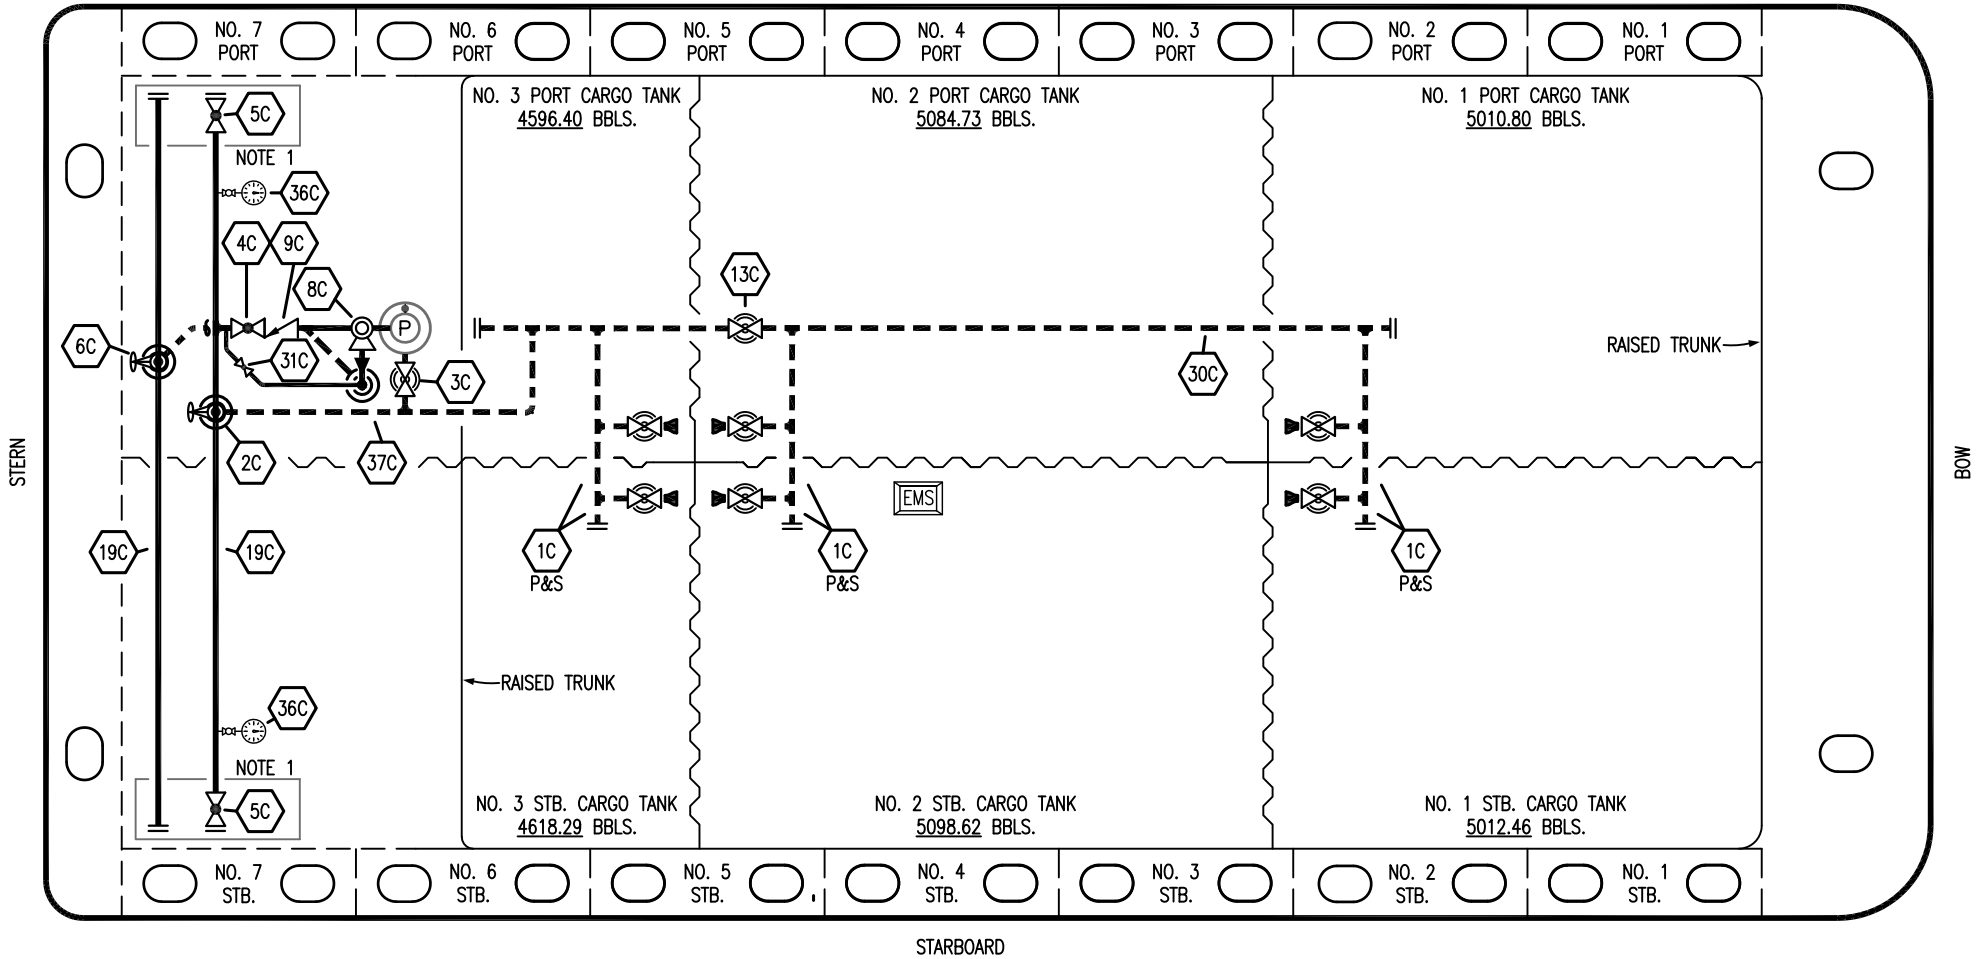 NO. 7
PORT
NO. 6
PORT
NO. 5
PORT
NO. 4
PORT
NO. 3
PORT
NO. 2
PORT
NO. 1
PORT
NO. 3 PORT CARGO TANK
4596.40 BBLS.
NO. 2 PORT CARGO TANK
5084.73 BBLS.
NO. 1 PORT CARGO TANK
5010.80 BBLS.
5C
NOTE 1
36C
4C
9C
8C
13C
P
6C
31C
3C
30C
RAISED TRUNK
2C
37C
STERN
BOW
EMS
19C
19C
1C
P&S
1C
P&S
1C
P&S
RAISED TRUNK
36C
NOTE 1
5C
NO. 3 STB. CARGO TANK
4618.29 BBLS.
NO. 2 STB. CARGO TANK
5098.62 BBLS.
NO. 1 STB. CARGO TANK
5012.46 BBLS.
NO. 7
STB.
NO. 6
STB.
NO. 5
STB.
NO. 4
STB.
NO. 3
STB.
NO. 2
STB.
NO. 1
STB.
STARBOARD